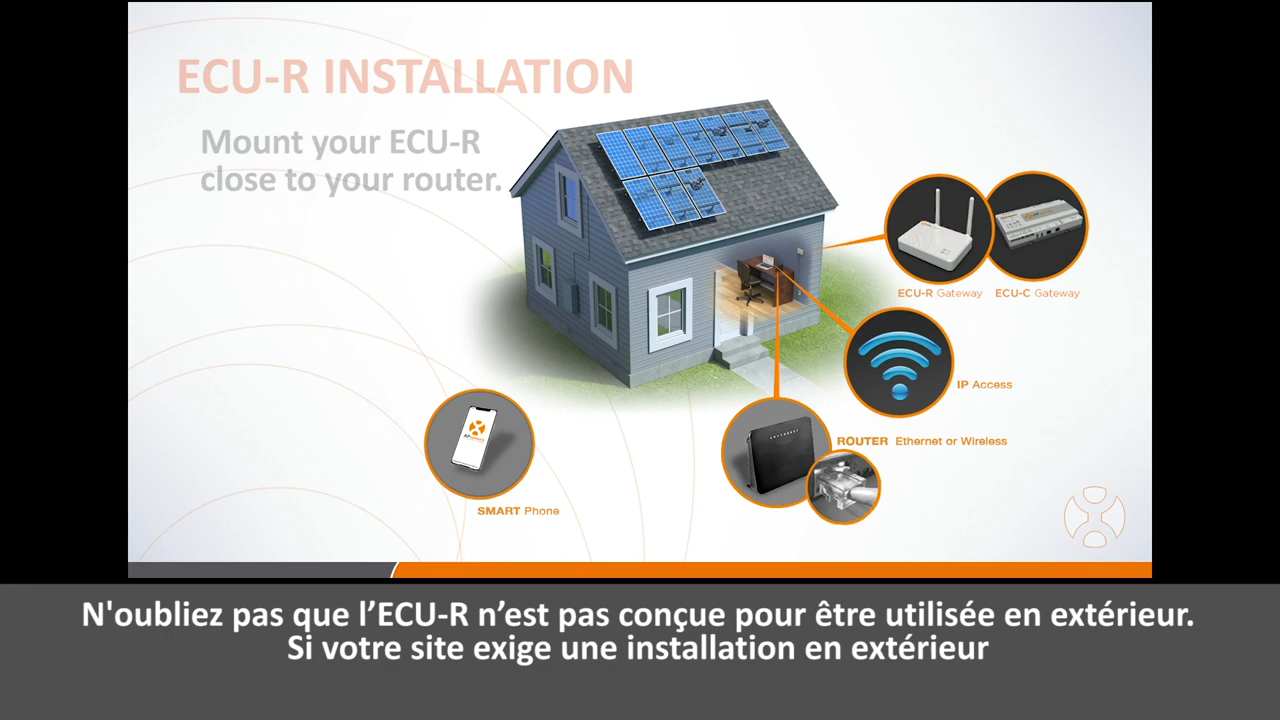 ECU-R INSTALLATION
Mount your ECU-R
close to your router.
ECU-R Gateway
ECU-C Gateway
IP Access
ROUTER Ethernet or Wireless
SMART Phone
N'oubliez pas que l’ECU-R n’est pas conçue pour être utilisée en extérieur.
Si votre site exige une installation en extérieur